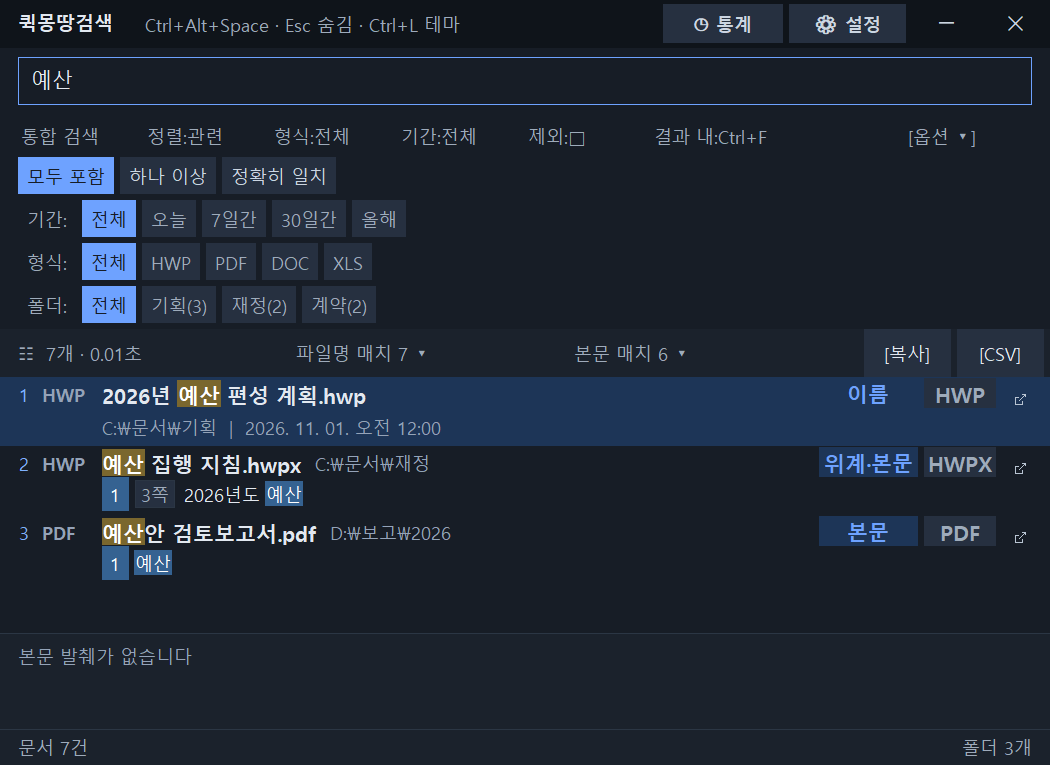 퀵몽땅검색 Ctrl+Alt+Space · Esc 숨김 · Ctrl+L 테마 통계 설정
예산
통합 검색 정렬:관련 형식:전체 기간:전체 제외:□ 결과 내:Ctrl+F [옵션 ▾]
모두 포함 하나 이상 정확히 일치
기간: 전체 오늘 7일간 30일간 올해
형식: 전체 HWP PDF DOC XLS
폴더: 전체 기획(3) 재정(2) 계약(2)
7개 · 0.01초 파일명 매치 7 ▾ 본문 매치 6 ▾ [복사] [CSV]
1 HWP 2026년 예산 편성 계획.hwp 이름 HWP
C:₩문서₩기획 | 2026. 11. 01. 오전 12:00
2 HWP 예산 집행 지침.hwpx C:₩문서₩재정 위계·본문 HWPX
1 3쪽 2026년도 예산
3 PDF 예산안 검토보고서.pdf D:₩보고₩2026 본문 PDF
1 예산
본문 발췌가 없습니다
문서 7건 폴더 3개